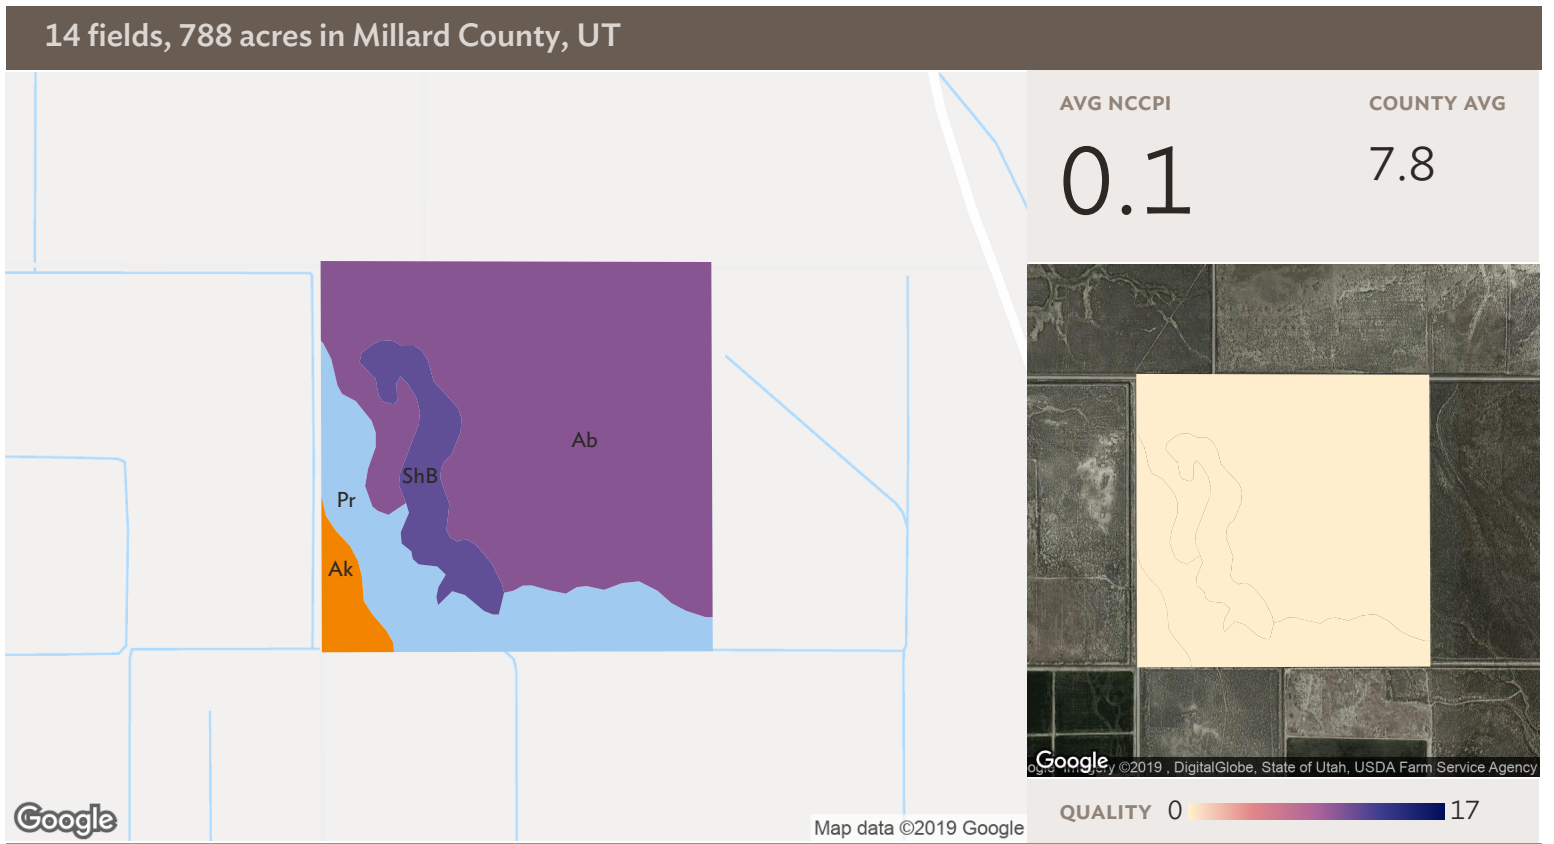 14 fields, 788 acres in Millard County, UT
AVG NCCPI
COUNTY AVG
0.1
7.8
Ab
ShB
Pr
Ak
Google
Map data ©2019 Google
Google
Imagery ©2019 , DigitalGlobe, State of Utah, USDA Farm Service Agency
QUALITY 0 17